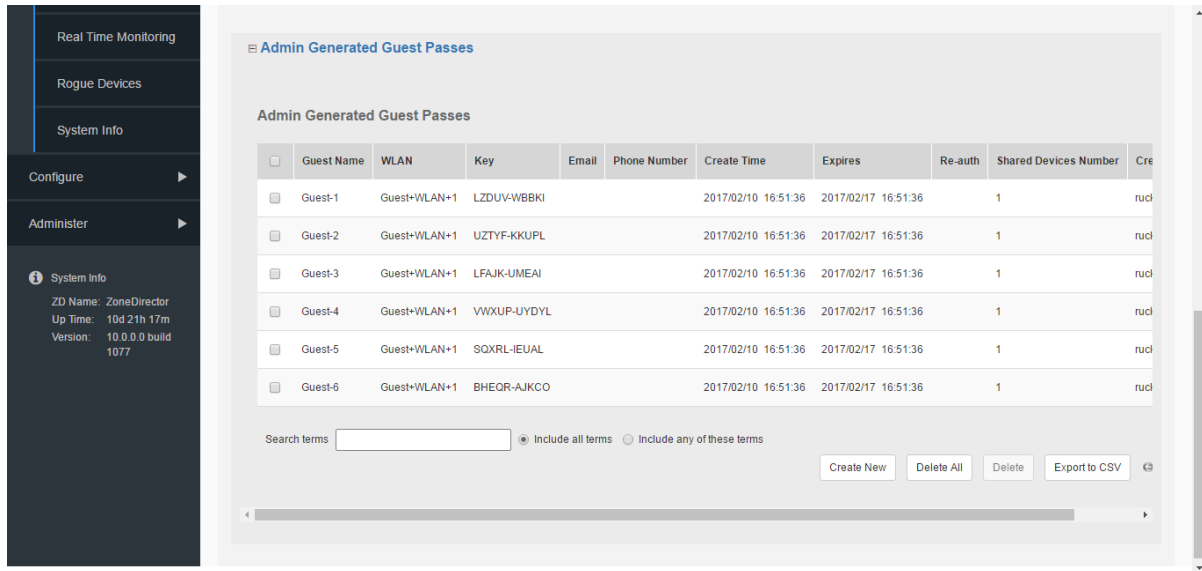 Real Time Monitoring
Rogue Devices
System Info
Configure
Administer
System Info
ZD Name: ZoneDirector
Up Time: 10d 21h 17m
Version: 10.0.0.0 build
1077
Admin Generated Guest Passes
Admin Generated Guest Passes
Guest Name WLAN Key Email Phone Number Create Time Expires Re-auth Shared Devices Number Cre
Guest-1 Guest+WLAN+1 LZDUV-WBBKI 2017/02/10 16:51:36 2017/02/17 16:51:36 1 ruck
Guest-2 Guest+WLAN+1 UZTYF-KKUPL 2017/02/10 16:51:36 2017/02/17 16:51:36 1 ruck
Guest-3 Guest+WLAN+1 LFAJK-UMEAI 2017/02/10 16:51:36 2017/02/17 16:51:36 1 ruck
Guest-4 Guest+WLAN+1 VWXUP-UYDYL 2017/02/10 16:51:36 2017/02/17 16:51:36 1 ruck
Guest-5 Guest+WLAN+1 SQXRL-IEUAL 2017/02/10 16:51:36 2017/02/17 16:51:36 1 ruck
Guest-6 Guest+WLAN+1 BHEQR-AJKCO 2017/02/10 16:51:36 2017/02/17 16:51:36 1 ruck
Search terms Include all terms Include any of these terms
Create New Delete All Delete Export to CSV